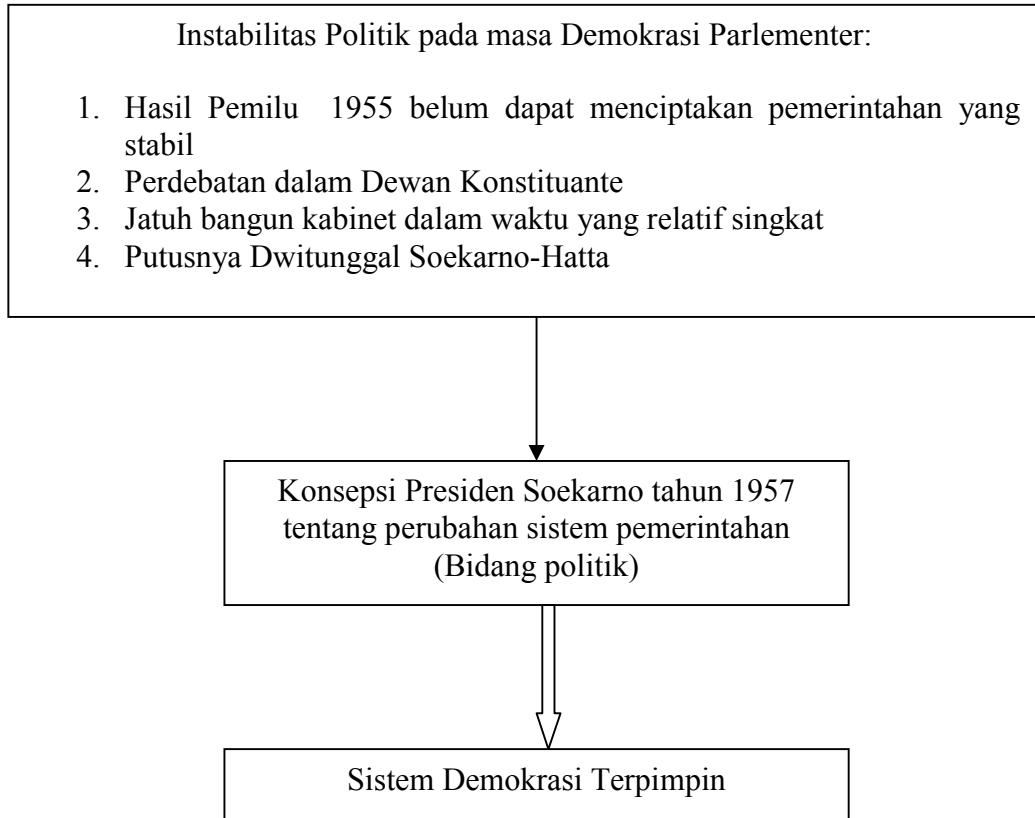 Instabilitas Politik pada masa Demokrasi Parlementer:
1. Hasil Pemilu 1955 belum dapat menciptakan pemerintahan yang
stabil
2. Perdebatan dalam Dewan Konstituante
3. Jatuh bangun kabinet dalam waktu yang relatif singkat
4. Putusnya Dwitunggal Soekarno-Hatta
Konsepsi Presiden Soekarno tahun 1957
tentang perubahan sistem pemerintahan
(Bidang politik)
Sistem Demokrasi Terpimpin